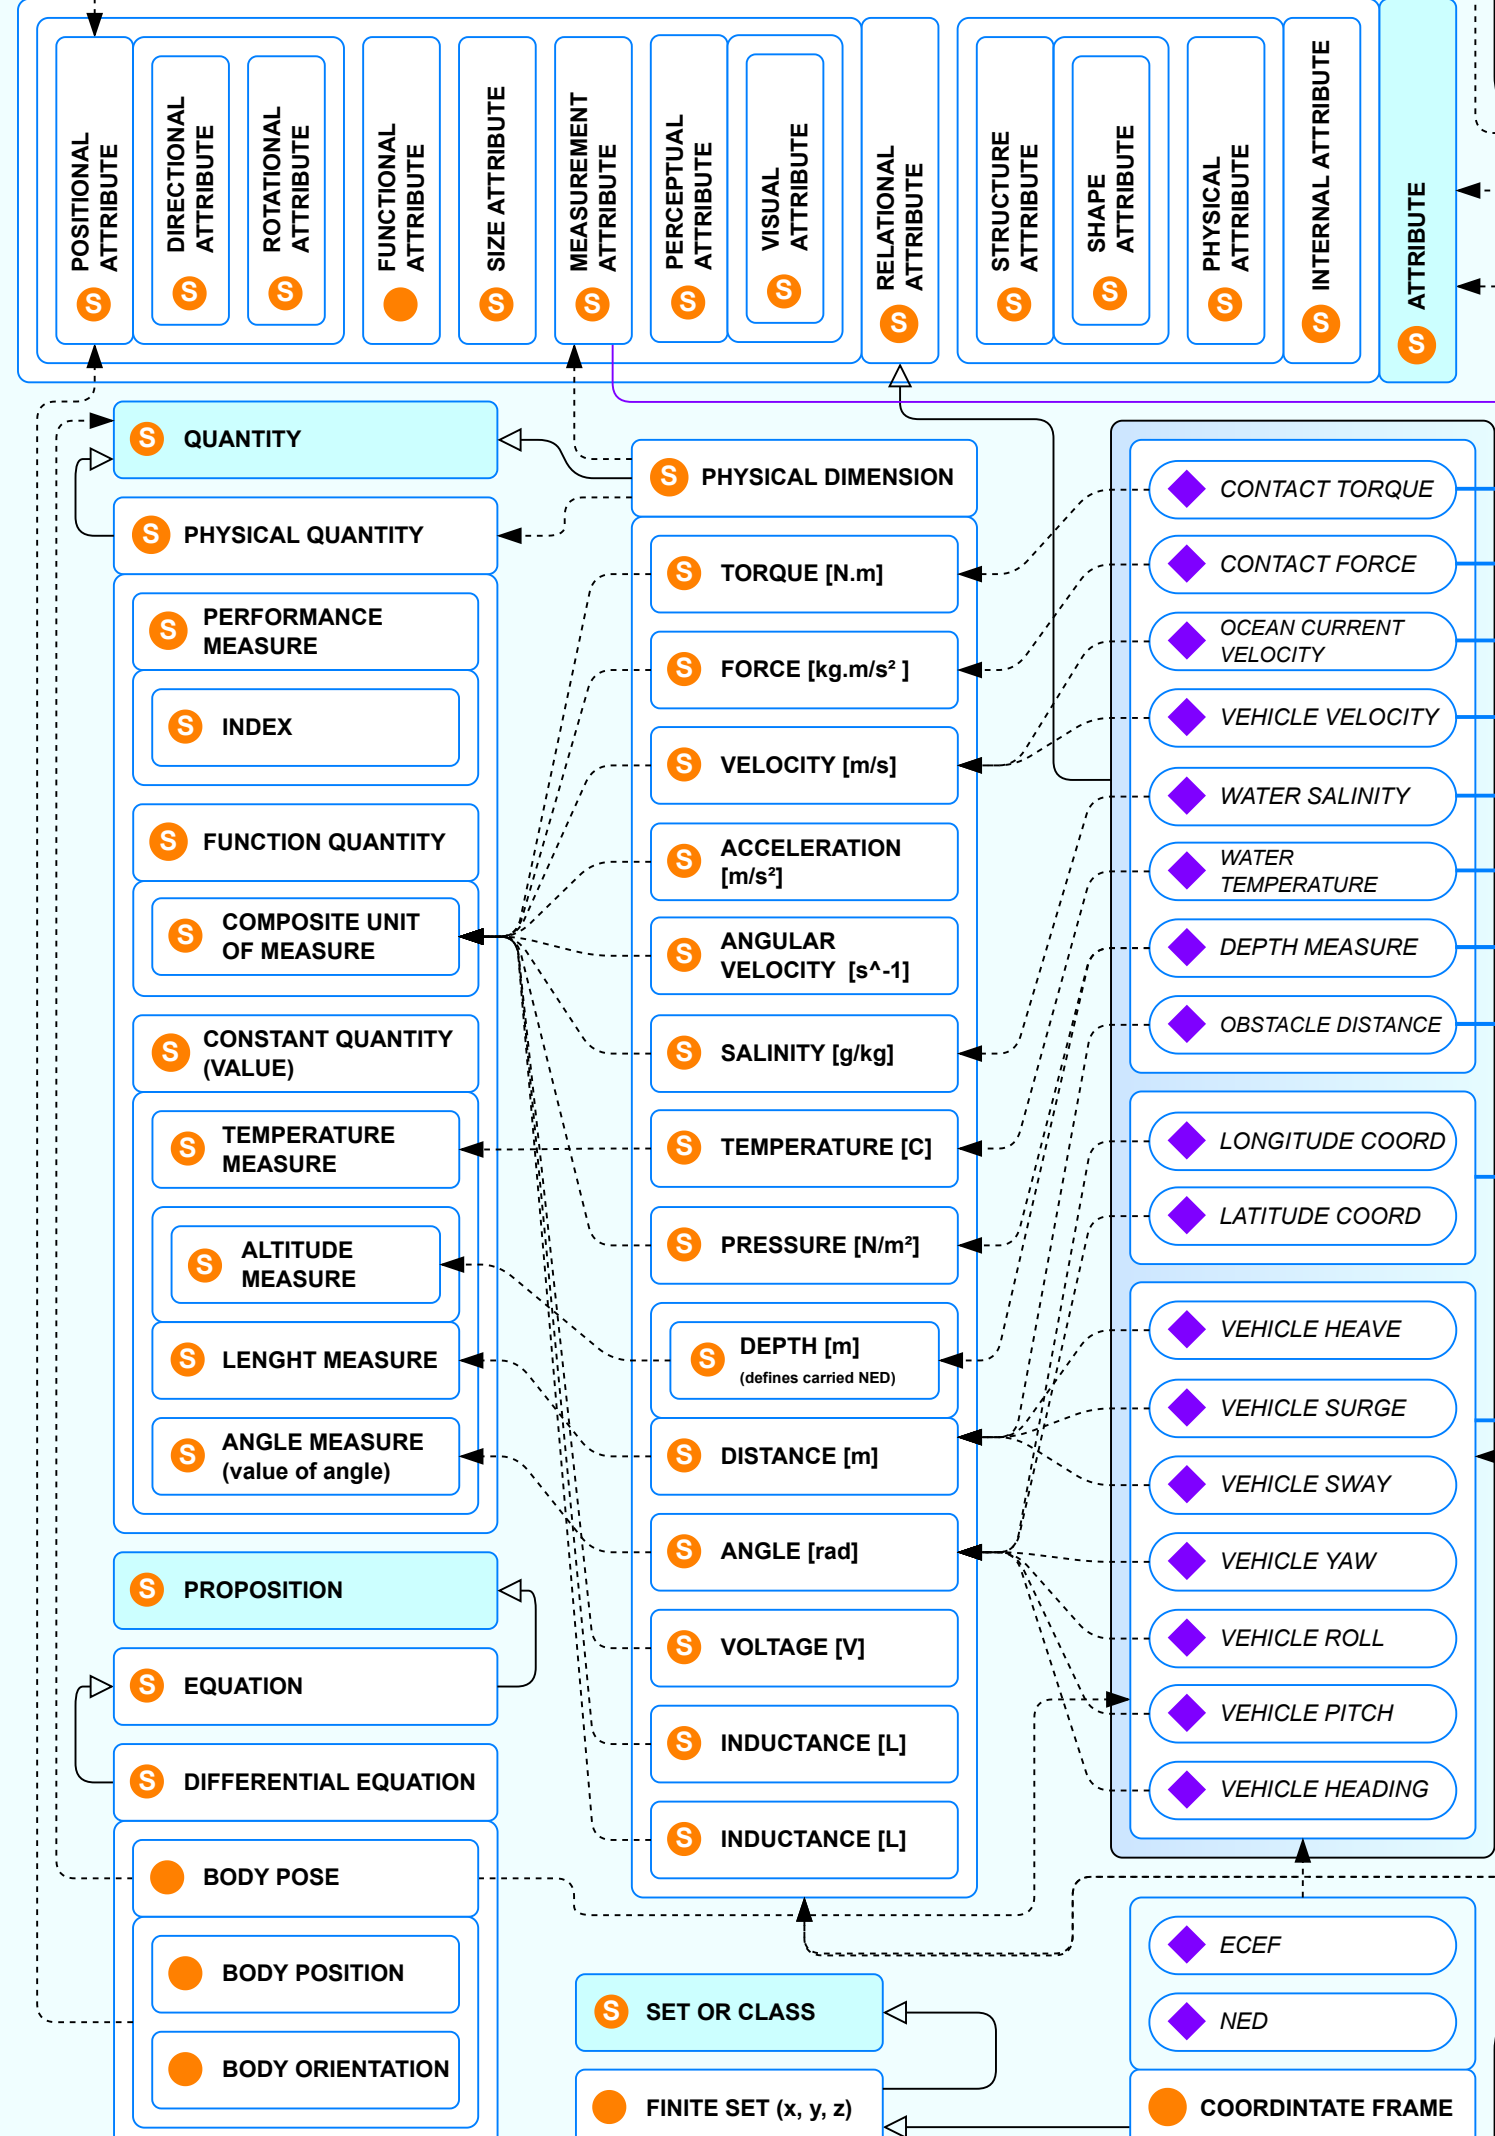 POSITIONAL
ATTRIBUTE
S
DIRECTIONAL
ATTRIBUTE
S
ROTATIONAL
ATTRIBUTE
S
FUNCTIONAL
ATTRIBUTE
SIZE ATTRIBUTE
S
MEASUREMENT
ATTRIBUTE
S
PERCEPTUAL
ATTRIBUTE
S
VISUAL
ATTRIBUTE
S
RELATIONAL
ATTRIBUTE
S
STRUCTURE
ATTRIBUTE
S
SHAPE
ATTRIBUTE
S
PHYSICAL
ATTRIBUTE
S
INTERNAL ATTRIBUTE
S
ATTRIBUTE
S
S QUANTITY
S PHYSICAL QUANTITY
S PERFORMANCE
MEASURE
S INDEX
S FUNCTION QUANTITY
S COMPOSITE UNIT
OF MEASURE
S CONSTANT QUANTITY
(VALUE)
S TEMPERATURE
MEASURE
S ALTITUDE
MEASURE
S LENGHT MEASURE
S ANGLE MEASURE
(value of angle)
S PROPOSITION
S EQUATION
S DIFFERENTIAL EQUATION
BODY POSE
BODY POSITION
BODY ORIENTATION
S PHYSICAL DIMENSION
S TORQUE [N.m]
S FORCE [kg.m/s² ]
S VELOCITY [m/s]
S ACCELERATION
[m/s²]
S ANGULAR
VELOCITY [s^-1]
S SALINITY [g/kg]
S TEMPERATURE [C]
S PRESSURE [N/m²]
S DEPTH [m]
(defines carried NED)
S DISTANCE [m]
S ANGLE [rad]
S VOLTAGE [V]
S INDUCTANCE [L]
S INDUCTANCE [L]
S SET OR CLASS
FINITE SET (x, y, z)
CONTACT TORQUE
CONTACT FORCE
OCEAN CURRENT
VELOCITY
VEHICLE VELOCITY
WATER SALINITY
WATER
TEMPERATURE
DEPTH MEASURE
OBSTACLE DISTANCE
LONGITUDE COORD
LATITUDE COORD
VEHICLE HEAVE
VEHICLE SURGE
VEHICLE SWAY
VEHICLE YAW
VEHICLE ROLL
VEHICLE PITCH
VEHICLE HEADING
ECEF
NED
COORDINTATE FRAME